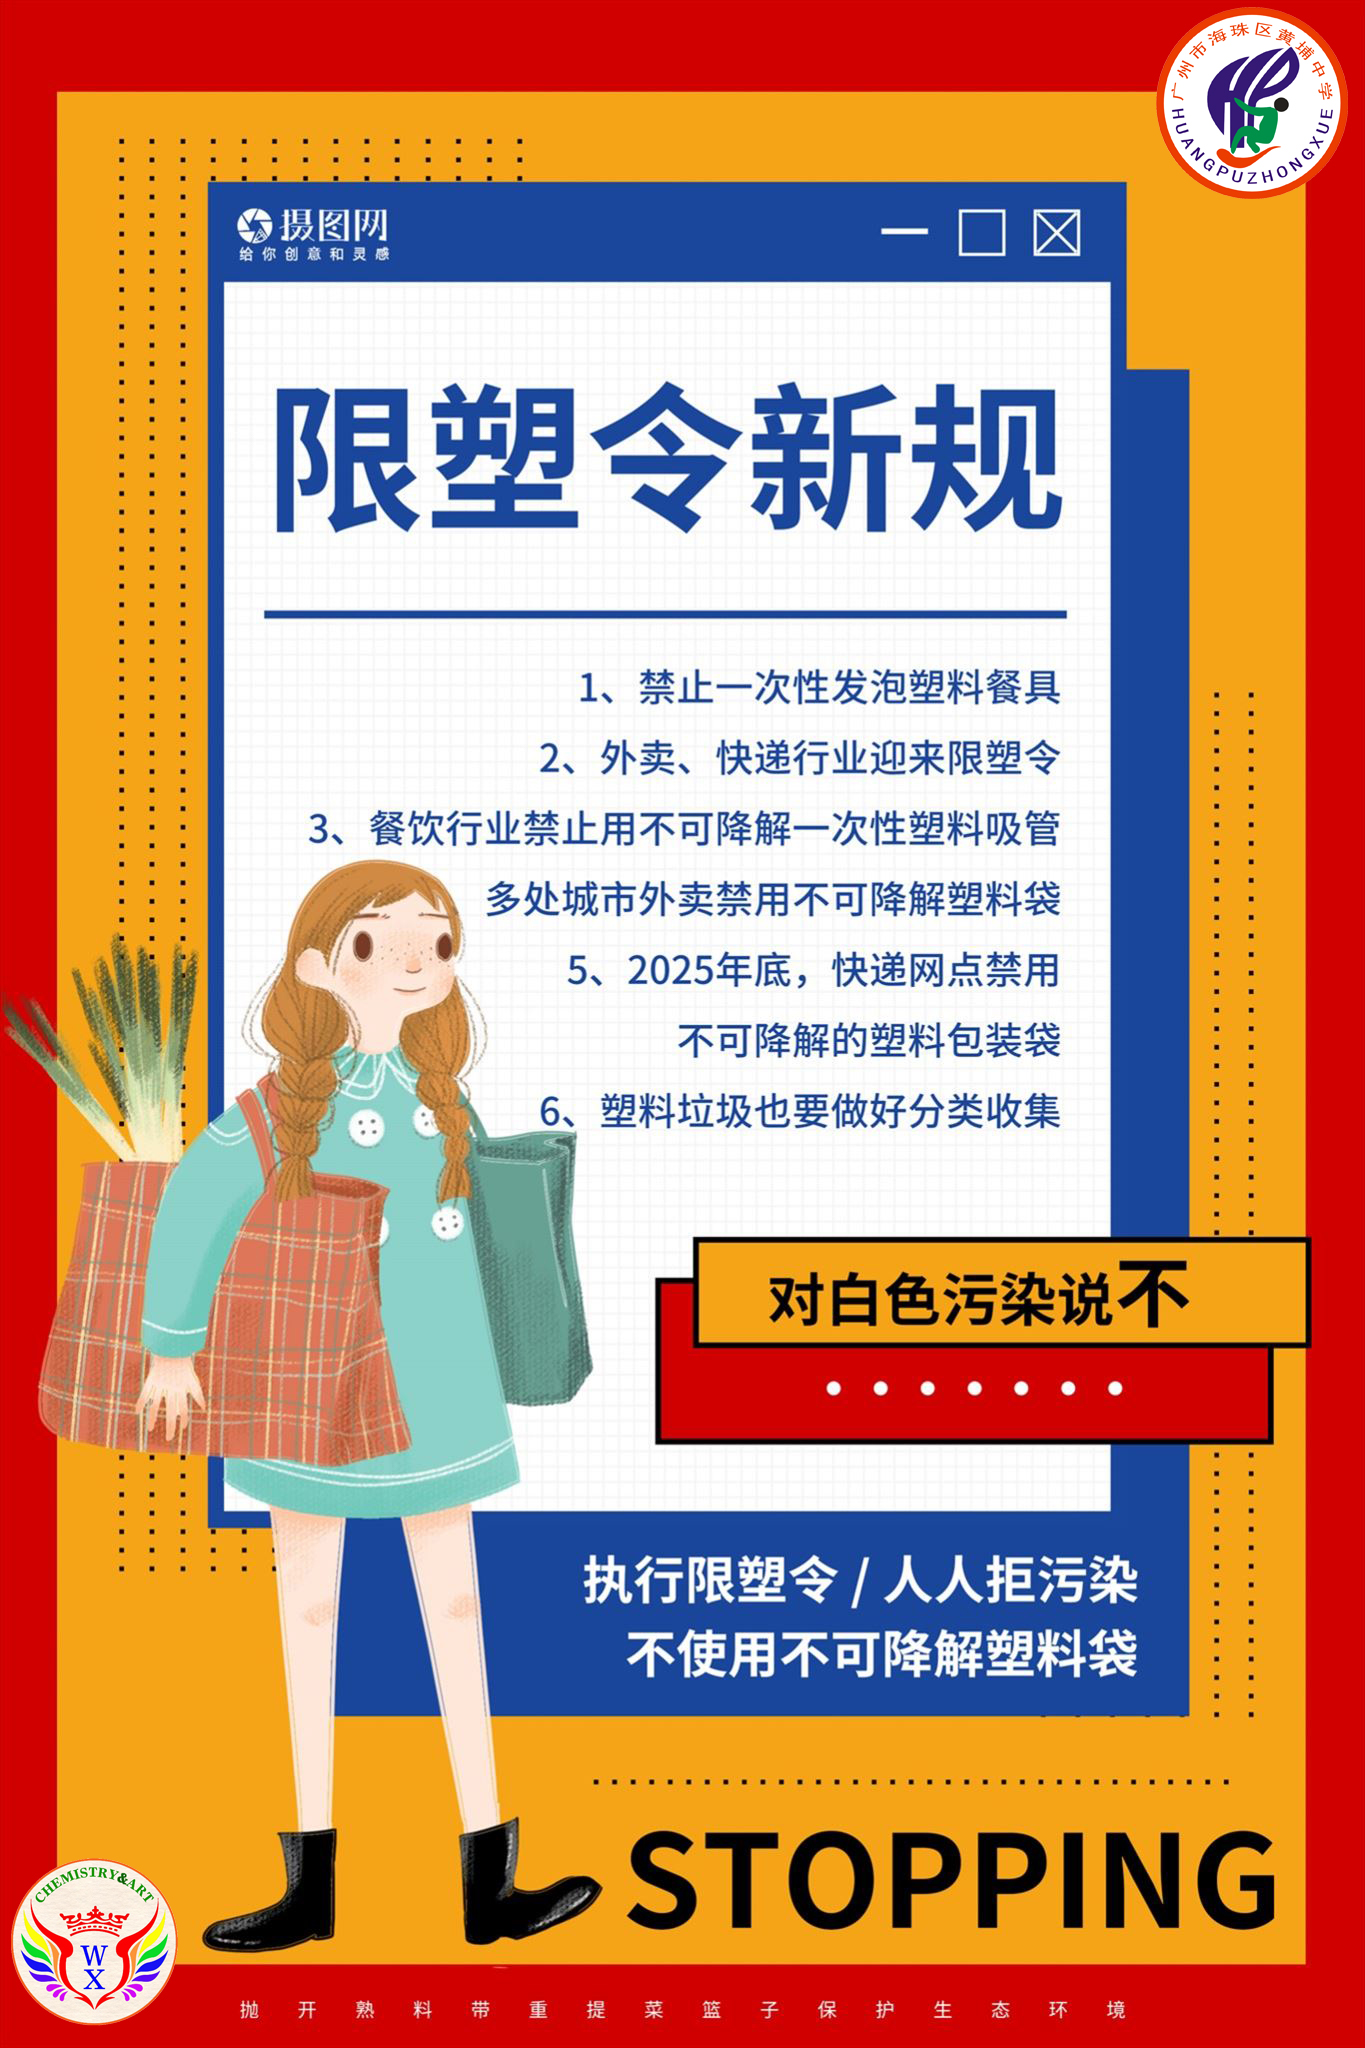 广州市海珠区黄埔中学
HUANGPUZHONGXUE
摄图网
给你创意和灵感
限塑令新规
1、禁止一次性发泡塑料餐具
2、外卖、快递行业迎来限塑令
3、餐饮行业禁止用不可降解一次性塑料吸管
多处城市外卖禁用不可降解塑料袋
5、2025年底，快递网点禁用
不可降解的塑料包装袋
6、塑料垃圾也要做好分类收集
对白色污染说不
执行限塑令 / 人人拒污染
不使用不可降解塑料袋
STOPPING
CHEMISTRY&ART
W
X
抛开熟料带重提菜篮子保护生态环境